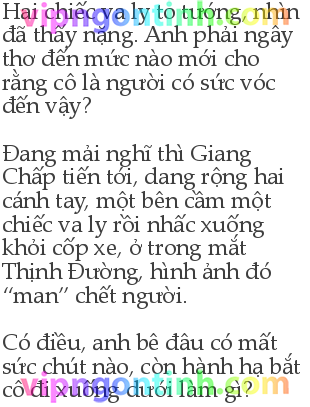 Hai chiếc va ly to tướng, nhìn
đã thấy nặng. Anh phải ngây
thơ đến mức nào mới cho
rằng cô là người có sức vóc
đến vậy?
Đang mải nghĩ thì Giang
Chấp tiến tới, dang rộng hai
cánh tay, một bên cầm một
chiếc va ly rồi nhấc xuống
khỏi cốp xe, ở trong mắt
Thịnh Đường, hình ảnh đó
“man” chết người.
Có điều, anh bê đâu có mất
sức chút nào, còn hành hạ bắt
cô đi xuống dưới làm gì?
vipngontinh.com
vipngontinh.com